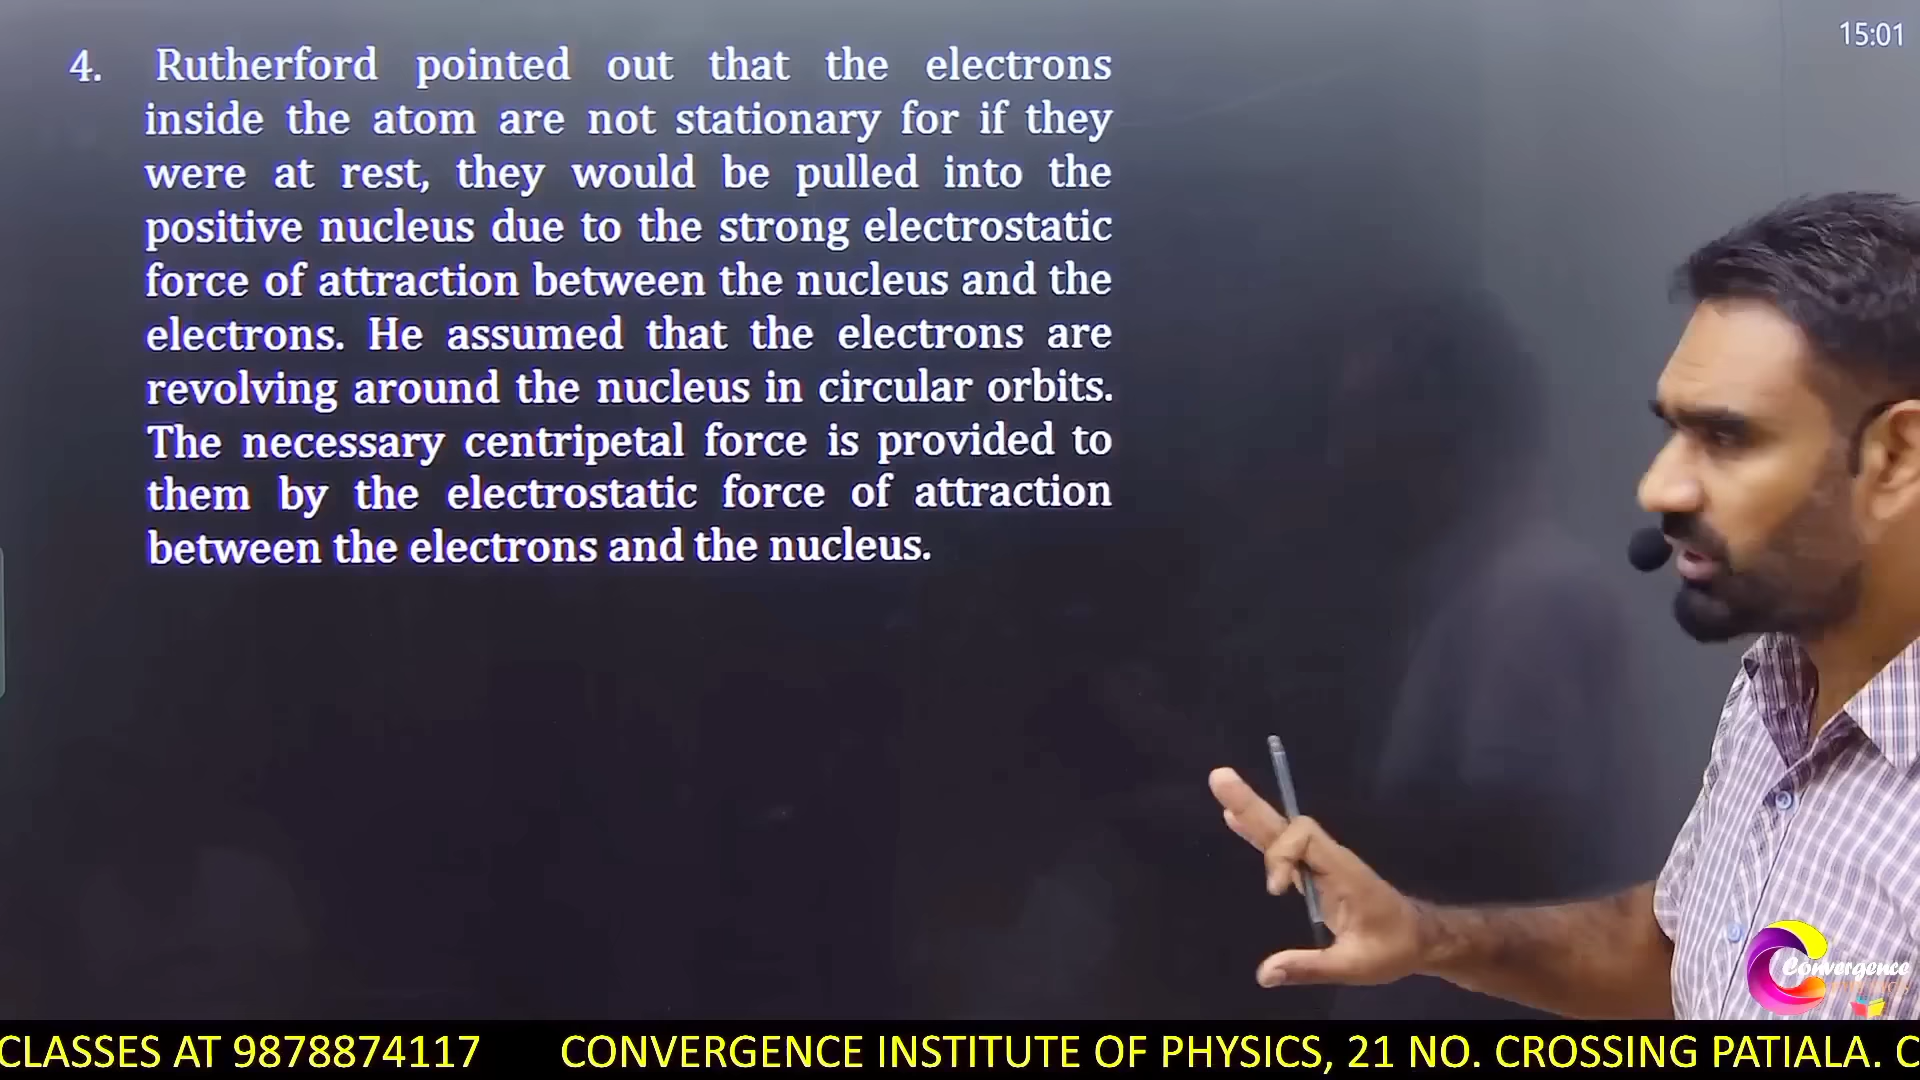 15:01
4. Rutherford pointed out that the electrons
inside the atom are not stationary for if they
were at rest, they would be pulled into the
positive nucleus due to the strong electrostatic
force of attraction between the nucleus and the
electrons. He assumed that the electrons are
revolving around the nucleus in circular orbits.
The necessary centripetal force is provided to
them by the electrostatic force of attraction
between the electrons and the nucleus.
Convergence
CLASSES AT 9878874117 CONVERGENCE INSTITUTE OF PHYSICS, 21 NO. CROSSING PATIALA. C